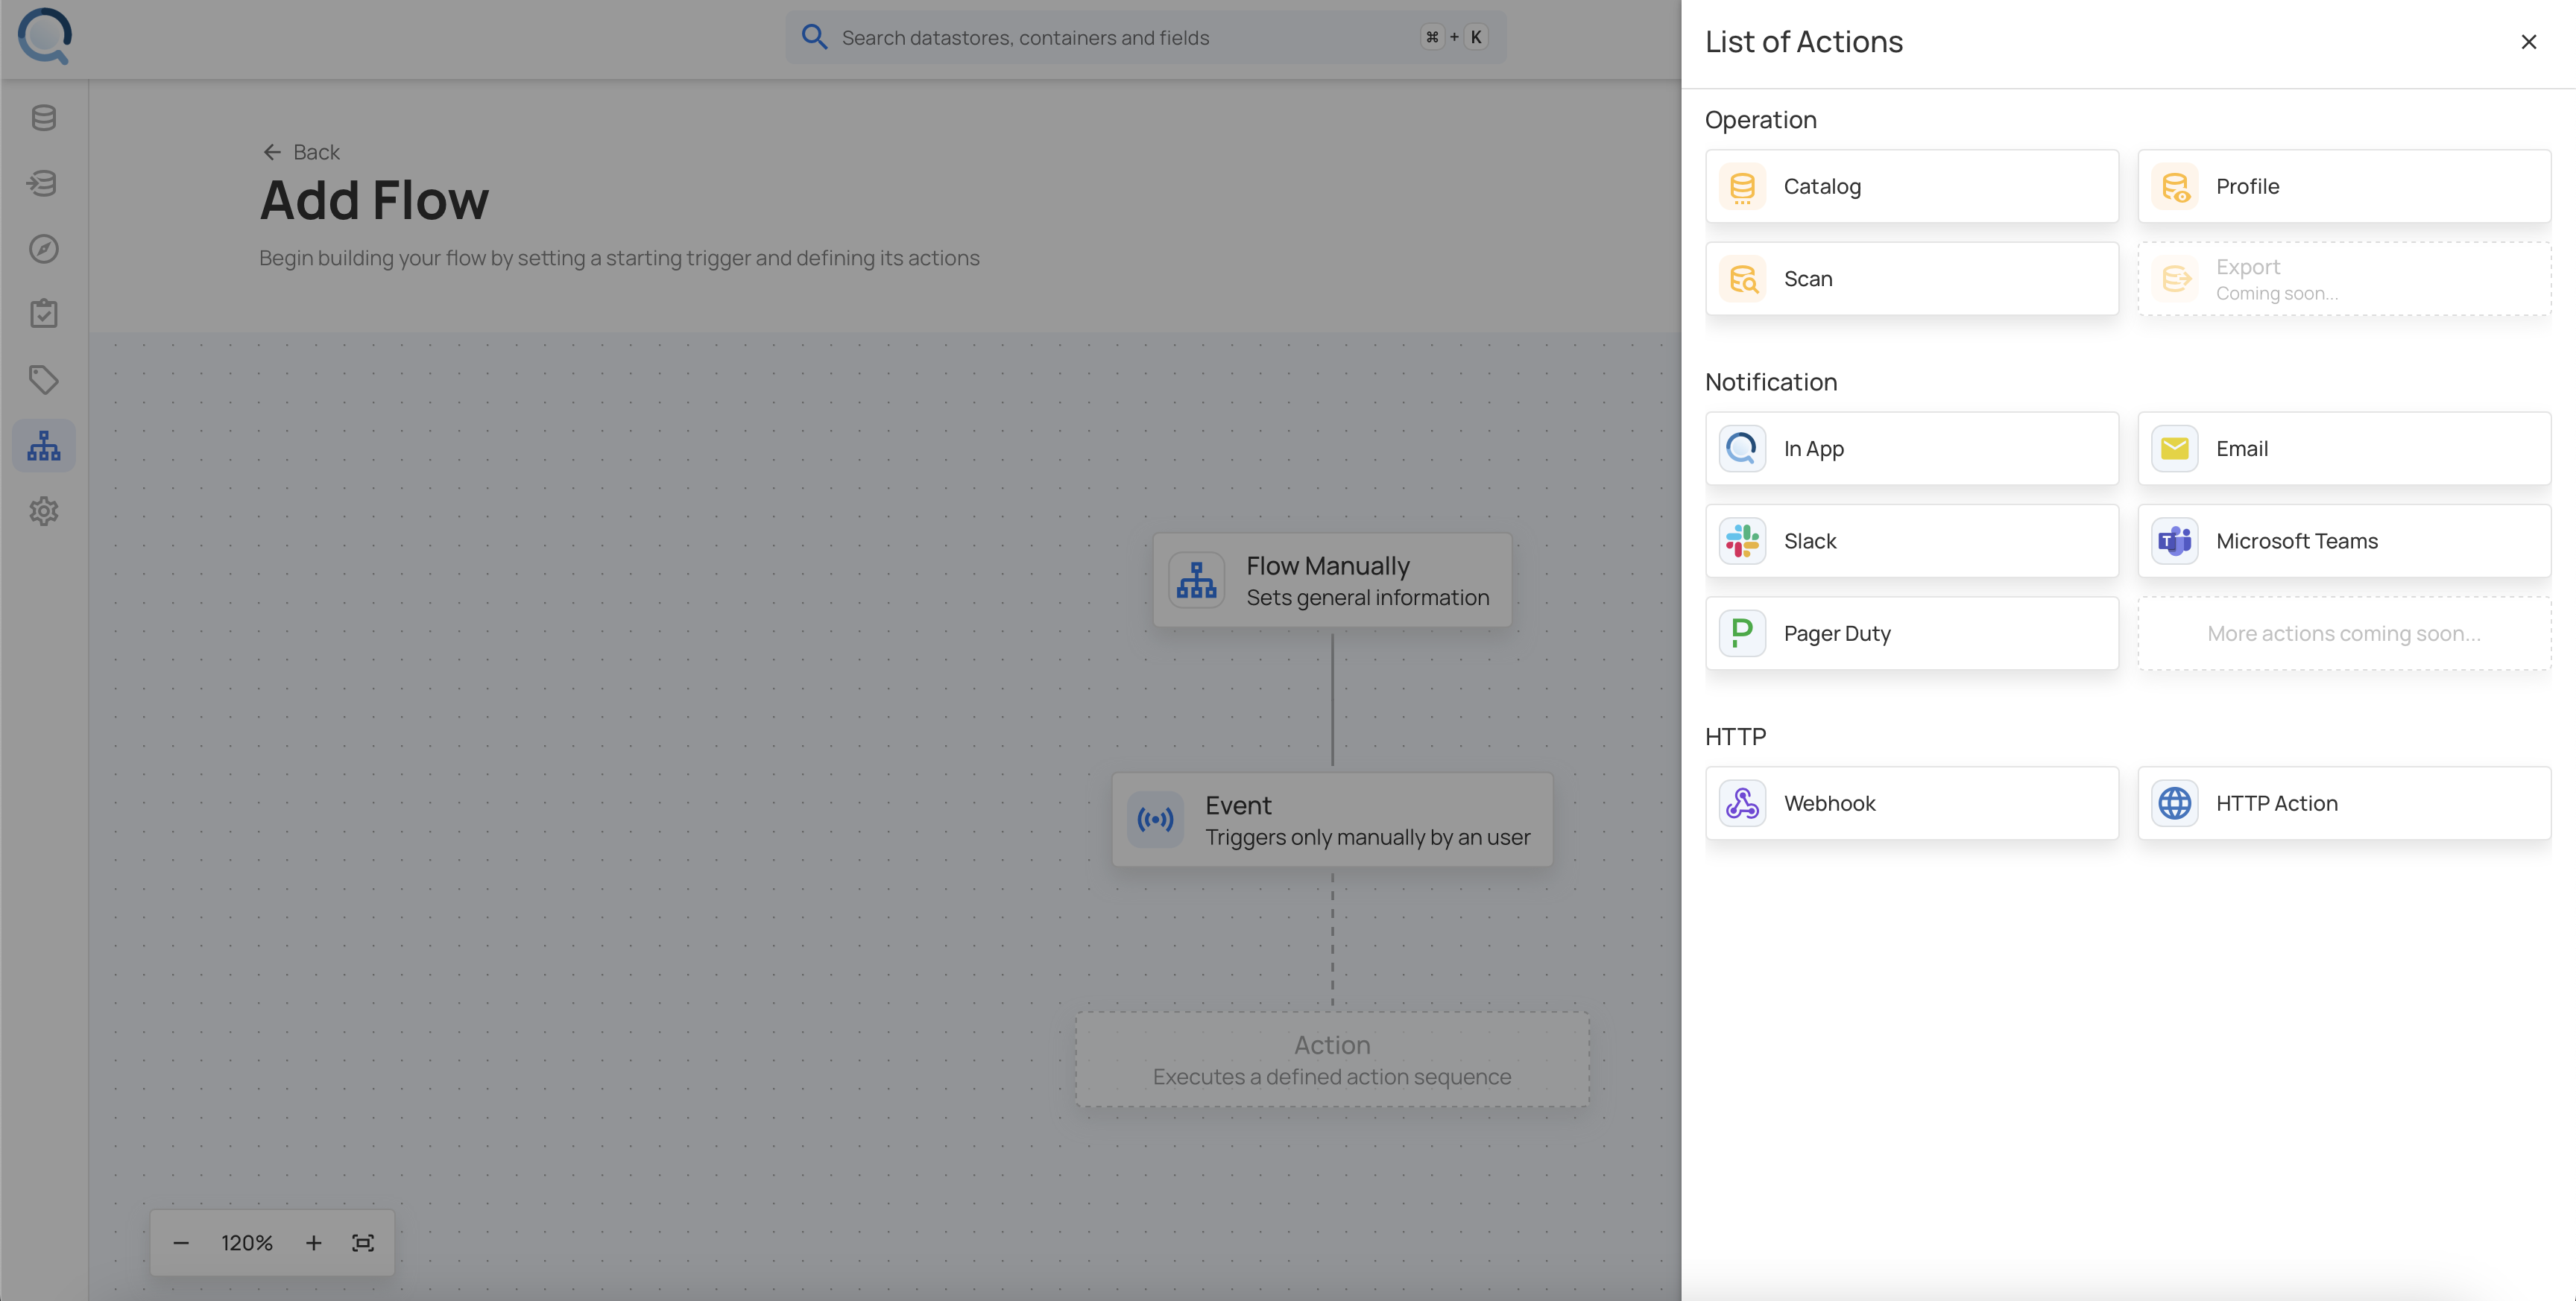 Search datastores, containers and fields
⌘ + K
Back
Add Flow
Begin building your flow by setting a starting trigger and defining its actions
Flow Manually
Sets general information
Event
Triggers only manually by an user
Action
Executes a defined action sequence
120%
List of Actions
Operation
Catalog
Profile
Scan
Export
Coming soon...
Notification
In App
Email
Slack
Microsoft Teams
Pager Duty
More actions coming soon...
HTTP
Webhook
HTTP Action